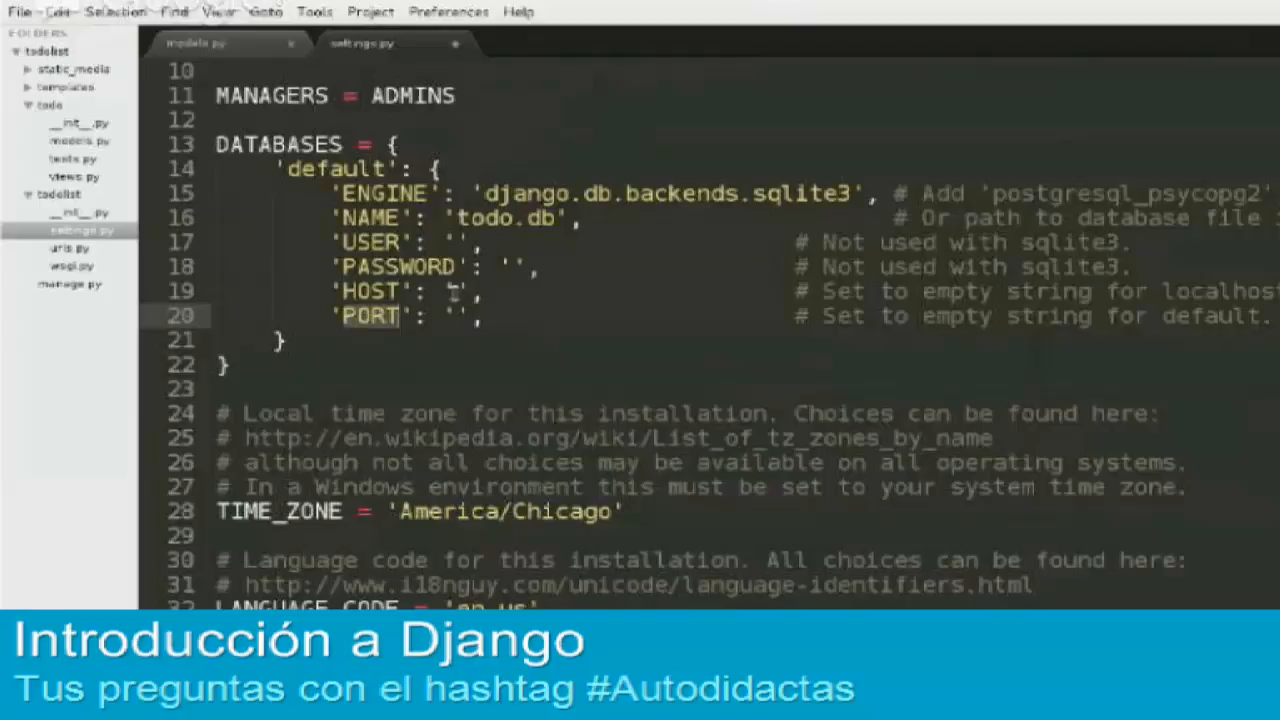 File Edit Selection Find View Goto Tools Project Preferences Help
FOLDERS
todolist
static_media
templates
todo
__init__.py
models.py
tests.py
views.py
todolist
__init__.py
settings.py
urls.py
wsgi.py
manage.py
models.py
settings.py
10
11 MANAGERS = ADMINS
12
13 DATABASES = {
14 'default': {
15 'ENGINE': 'django.db.backends.sqlite3', # Add 'postgresql_psycopg2'
16 'NAME': 'todo.db', # Or path to database file
17 'USER': '', # Not used with sqlite3.
18 'PASSWORD': '', # Not used with sqlite3.
19 'HOST': '', # Set to empty string for localhost
20 'PORT': '', # Set to empty string for default.
21 }
22 }
23
24 # Local time zone for this installation. Choices can be found here:
25 # http://en.wikipedia.org/wiki/List_of_tz_zones_by_name
26 # although not all choices may be available on all operating systems.
27 # In a Windows environment this must be set to your system time zone.
28 TIME_ZONE = 'America/Chicago'
29
30 # Language code for this installation. All choices can be found here:
31 # http://www.i18nguy.com/unicode/language-identifiers.html
32 LANGUAGE_CODE = 'en-us'
Introducción a Django
Tus preguntas con el hashtag #Autodidactas